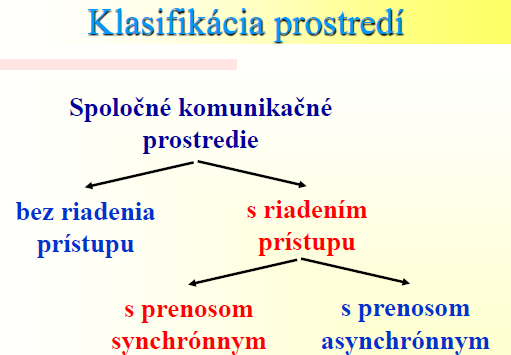 Klasifikácia prostredí
Spoločné komunikačné
prostredie
bez riadenia
prístupu
s riadením
prístupu
s prenosom
synchrónnym
s prenosom
asynchrónnym